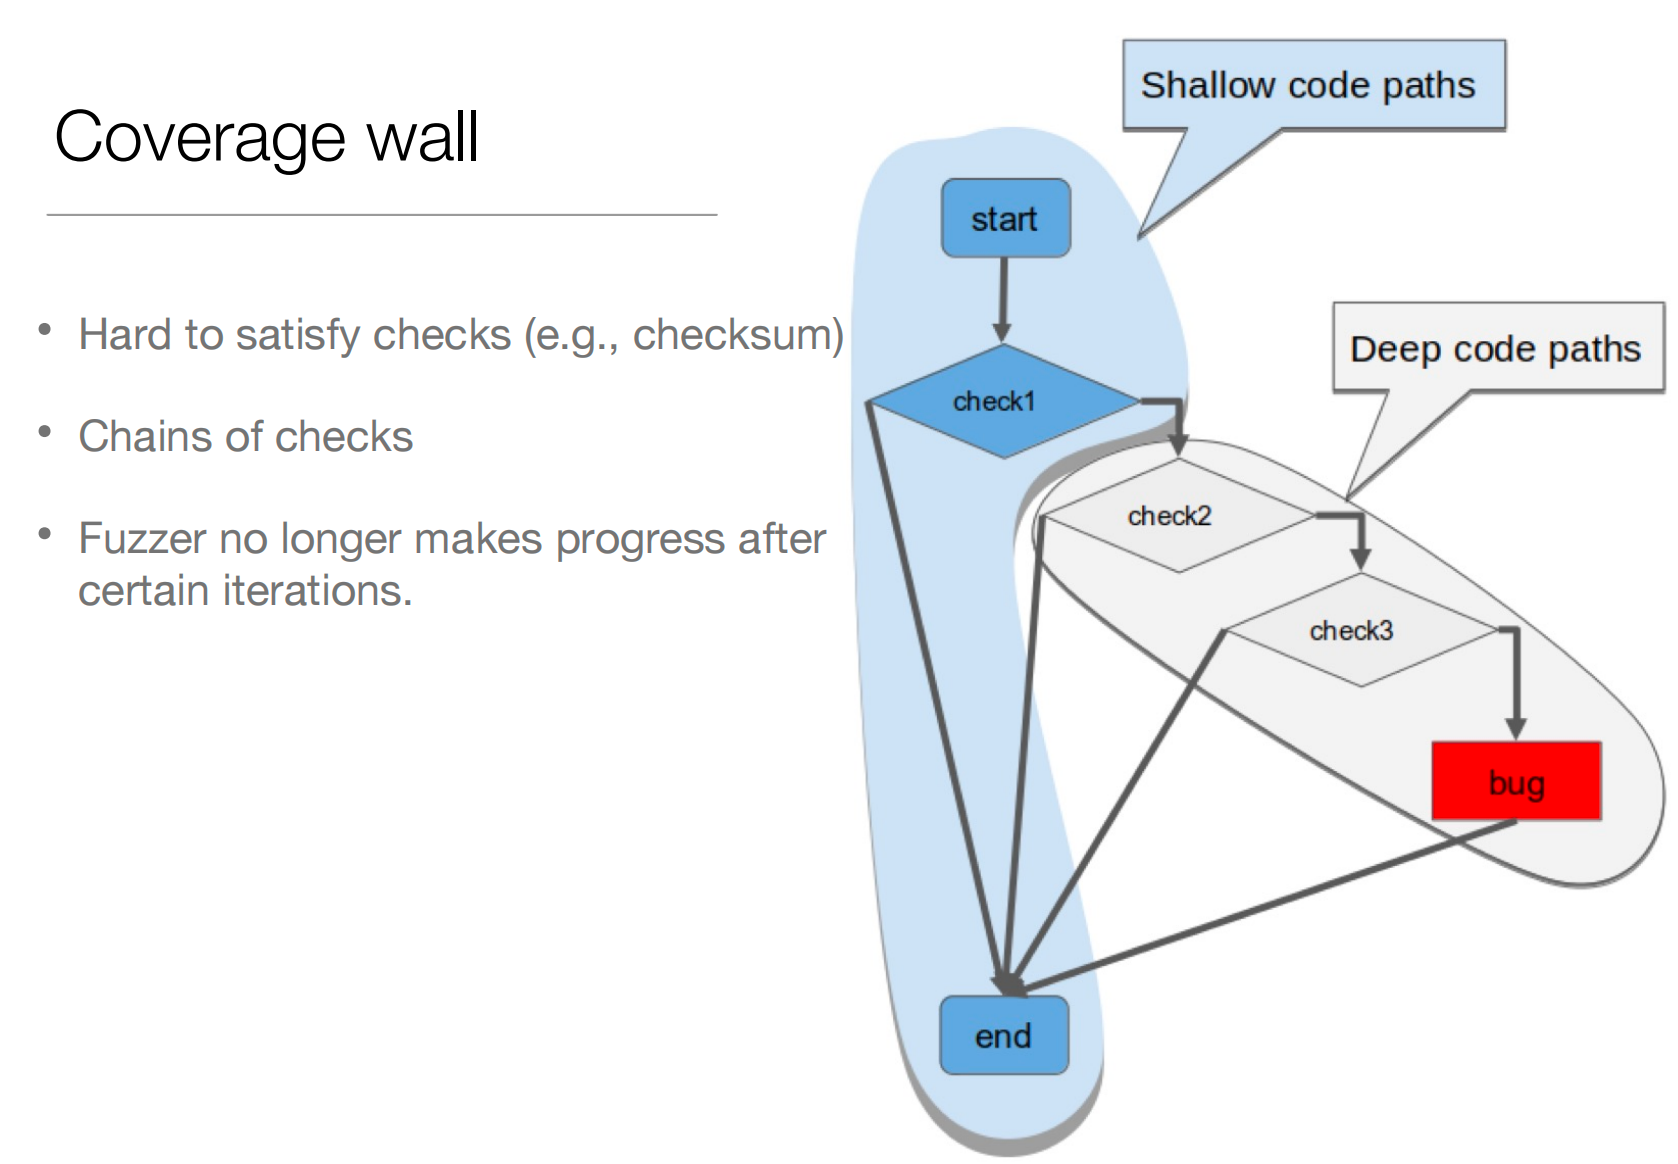 Coverage wall
• Hard to satisfy checks (e.g., checksum)
• Chains of checks
• Fuzzer no longer makes progress after
certain iterations.
Shallow code paths
start
check1
Deep code paths
check2
check3
bug
end